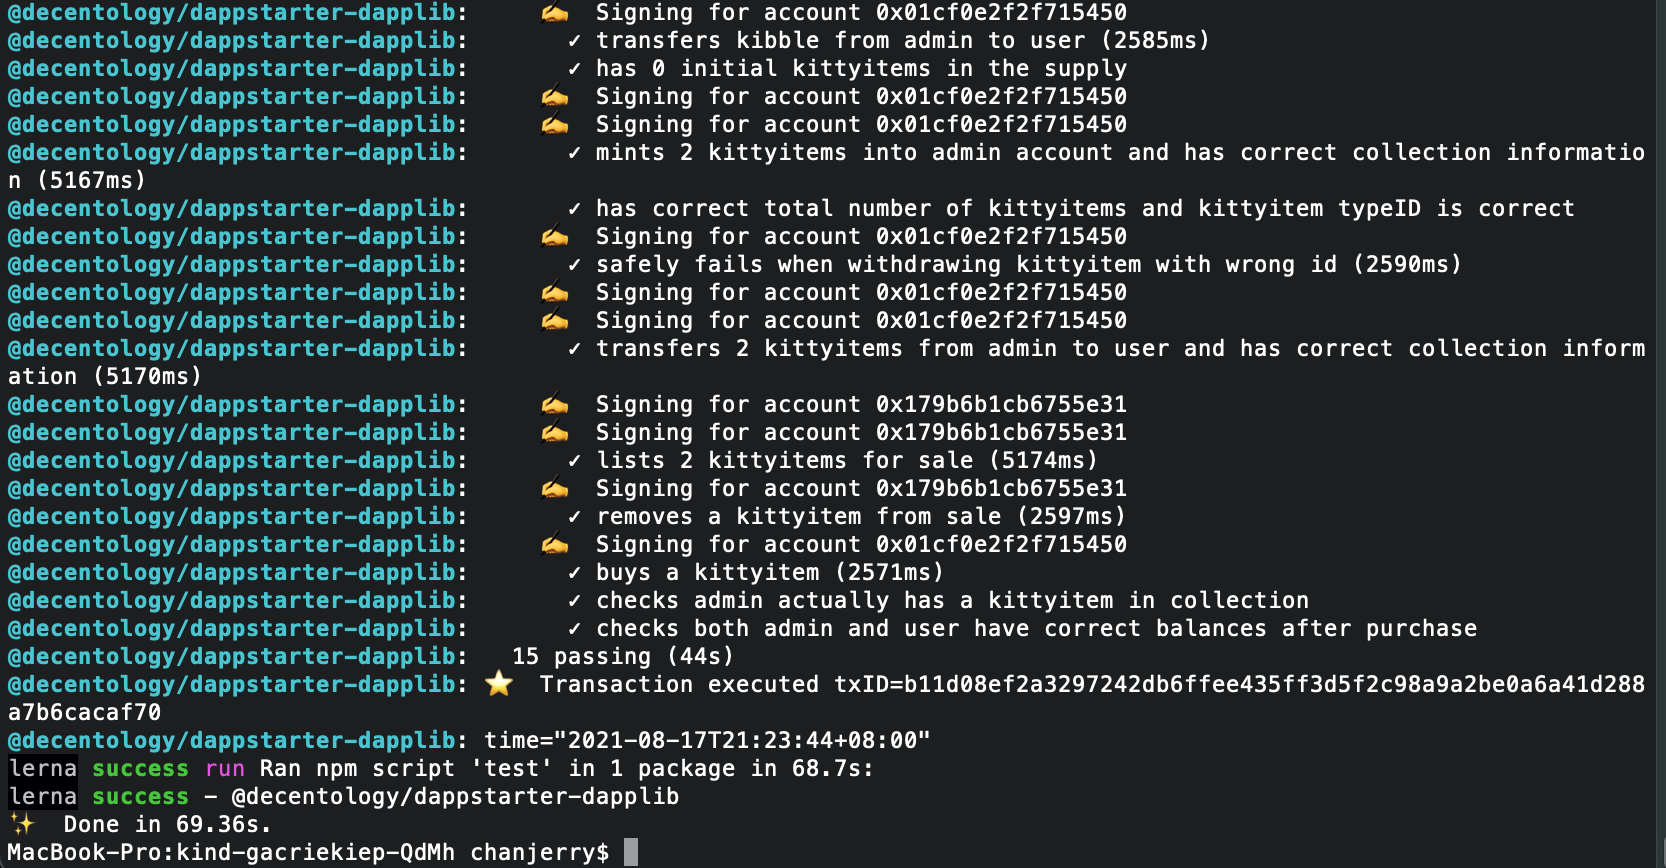 @decentology/dappstarter-dapplib: ✍️ Signing for account 0x01cf0e2f2f715450
@decentology/dappstarter-dapplib: ✓ transfers kibble from admin to user (2585ms)
@decentology/dappstarter-dapplib: ✓ has 0 initial kittyitems in the supply
@decentology/dappstarter-dapplib: ✍️ Signing for account 0x01cf0e2f2f715450
@decentology/dappstarter-dapplib: ✍️ Signing for account 0x01cf0e2f2f715450
@decentology/dappstarter-dapplib: ✓ mints 2 kittyitems into admin account and has correct collection informatio
n (5167ms)
@decentology/dappstarter-dapplib: ✓ has correct total number of kittyitems and kittyitem typeID is correct
@decentology/dappstarter-dapplib: ✍️ Signing for account 0x01cf0e2f2f715450
@decentology/dappstarter-dapplib: ✓ safely fails when withdrawing kittyitem with wrong id (2590ms)
@decentology/dappstarter-dapplib: ✍️ Signing for account 0x01cf0e2f2f715450
@decentology/dappstarter-dapplib: ✍️ Signing for account 0x01cf0e2f2f715450
@decentology/dappstarter-dapplib: ✓ transfers 2 kittyitems from admin to user and has correct collection inform
ation (5170ms)
@decentology/dappstarter-dapplib: ✍️ Signing for account 0x179b6b1cb6755e31
@decentology/dappstarter-dapplib: ✍️ Signing for account 0x179b6b1cb6755e31
@decentology/dappstarter-dapplib: ✓ lists 2 kittyitems for sale (5174ms)
@decentology/dappstarter-dapplib: ✍️ Signing for account 0x179b6b1cb6755e31
@decentology/dappstarter-dapplib: ✓ removes a kittyitem from sale (2597ms)
@decentology/dappstarter-dapplib: ✍️ Signing for account 0x01cf0e2f2f715450
@decentology/dappstarter-dapplib: ✓ buys a kittyitem (2571ms)
@decentology/dappstarter-dapplib: ✓ checks admin actually has a kittyitem in collection
@decentology/dappstarter-dapplib: ✓ checks both admin and user have correct balances after purchase
@decentology/dappstarter-dapplib: 15 passing (44s)
@decentology/dappstarter-dapplib: ⭐ Transaction executed txID=b11d08ef2a3297242db6ffee435ff3d5f2c98a9a2be0a6a41d288
a7b6cacaf70
@decentology/dappstarter-dapplib: time="2021-08-17T21:23:44+08:00"
lerna success run Ran npm script 'test' in 1 package in 68.7s:
lerna success - @decentology/dappstarter-dapplib
✨ Done in 69.36s.
MacBook-Pro:kind-gacriekiep-QdMh chanjerry$